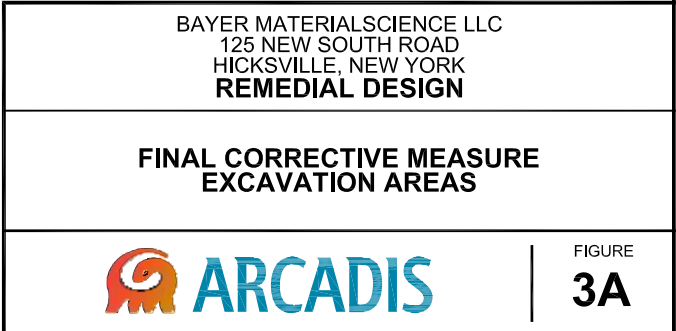 BAYER MATERIALSCIENCE LLC
125 NEW SOUTH ROAD
HICKSVILLE, NEW YORK
REMEDIAL DESIGN
FINAL CORRECTIVE MEASURE
EXCAVATION AREAS
ARCADIS
FIGURE
3A